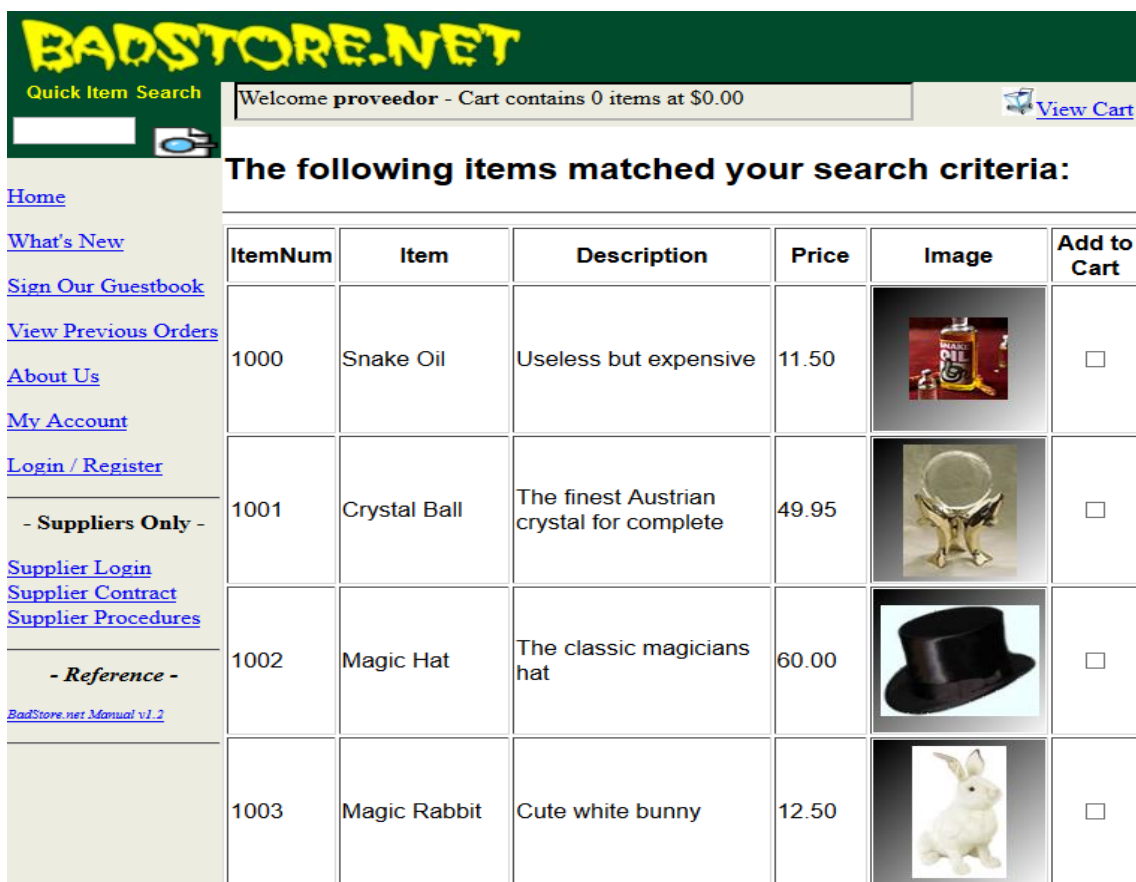 BADSTORE.NET
Quick Item Search
Welcome proveedor - Cart contains 0 items at $0.00
View Cart
Home
What's New
Sign Our Guestbook
View Previous Orders
About Us
My Account
Login / Register
- Suppliers Only -
Supplier Login
Supplier Contract
Supplier Procedures
- Reference -
BadStore.net Manual v1.2
The following items matched your search criteria:
ItemNum Item Description Price Image Add to
Cart
1000 Snake Oil Useless but expensive 11.50
SNAKE
OIL
1001 Crystal Ball The finest Austrian
crystal for complete 49.95
1002 Magic Hat The classic magicians
hat 60.00
1003 Magic Rabbit Cute white bunny 12.50